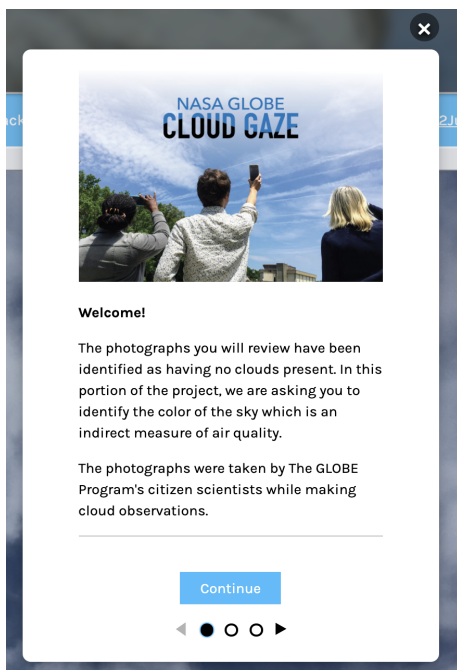 NASA GLOBE
CLOUD GAZE
Welcome!
The photographs you will review have been
identified as having no clouds present. In this
portion of the project, we are asking you to
identify the color of the sky which is an
indirect measure of air quality.
The photographs were taken by The GLOBE
Program's citizen scientists while making
cloud observations.
Continue